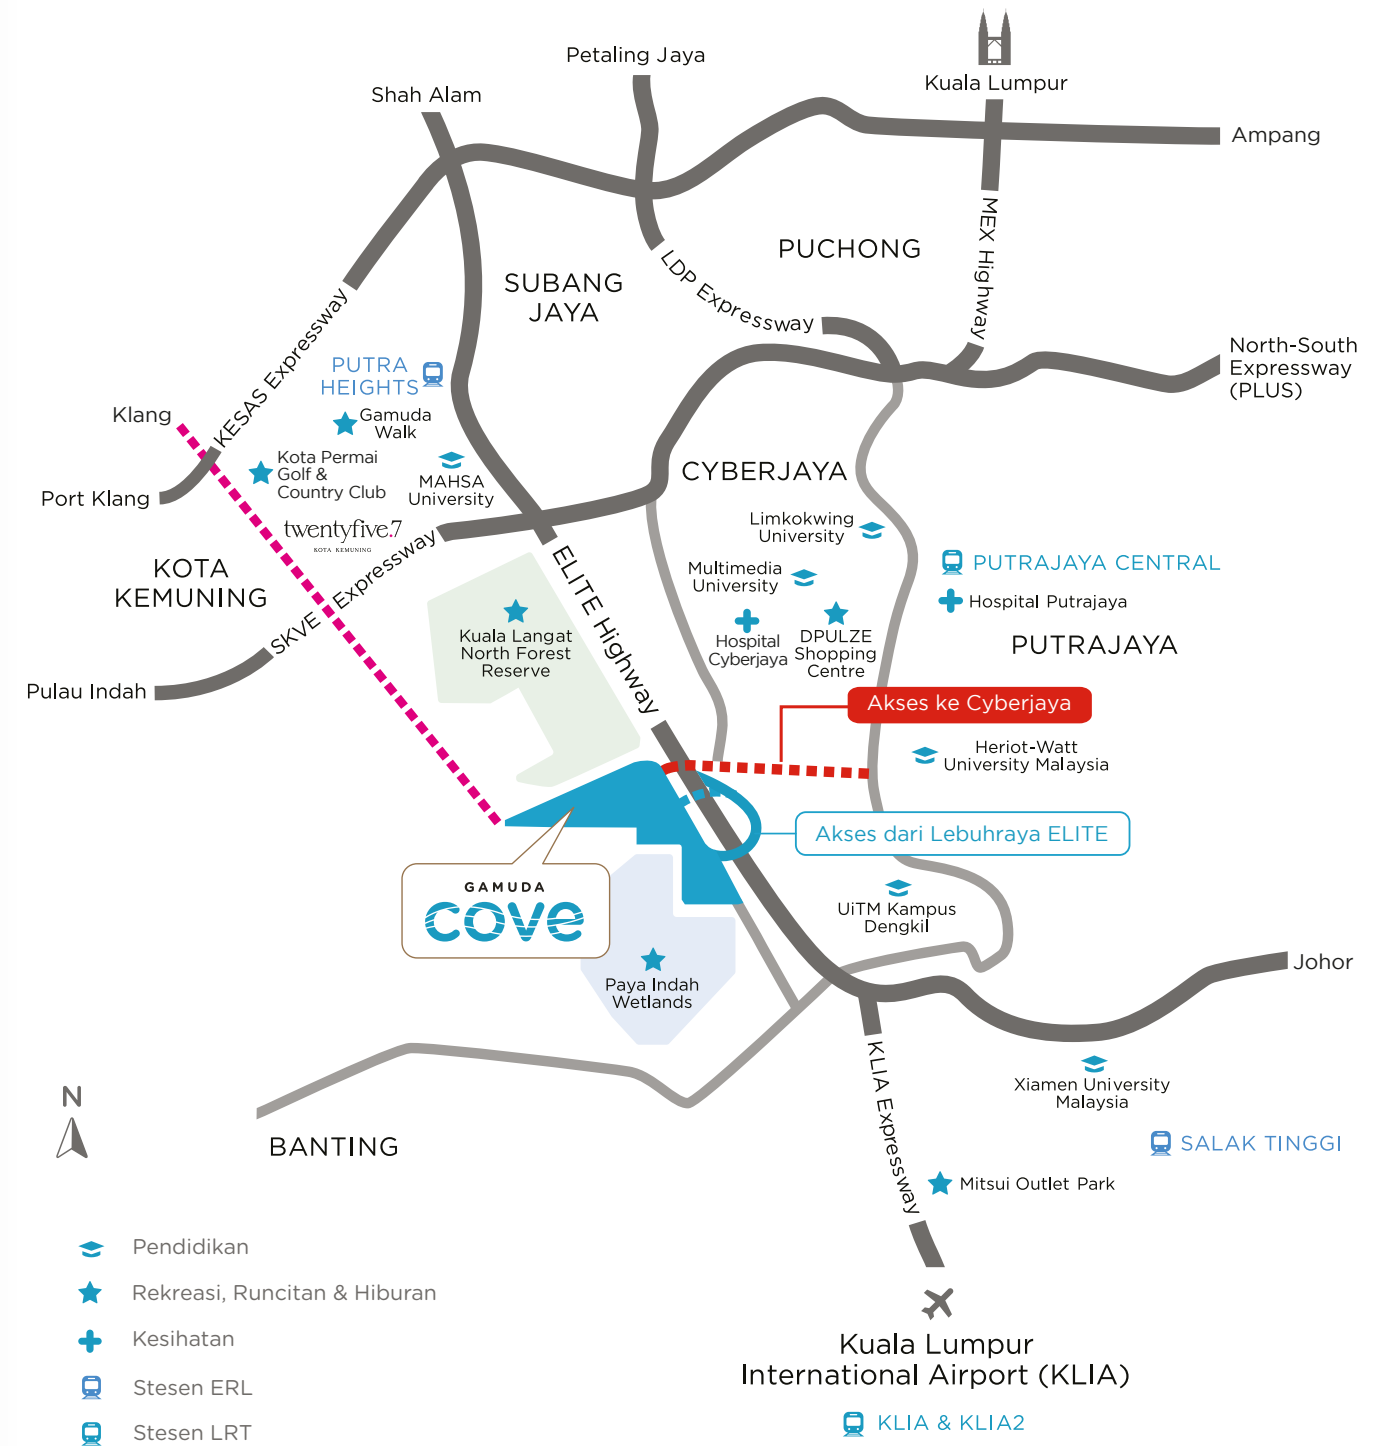 Petaling Jaya
Kuala Lumpur
Shah Alam
Ampang
MEX Highway
PUCHONG
LDP Expressway
SUBANG
JAYA
North-South
Expressway
(PLUS)
KESAS Expressway
PUTRA
HEIGHTS
Klang
Gamuda
Walk
Kota Permai
Golf &
Country Club
MAHSA
University
CYBERJAYA
Port Klang
twentyfive.7
KOTA KEMUNING
Limkokwing
University
KOTA
KEMUNING
SKVE Expressway
ELITE Highway
Multimedia
University
PUTRAJAYA CENTRAL
Hospital Putrajaya
Kuala Langat
North Forest
Reserve
Hospital
Cyberjaya
DPULZE
Shopping
Centre
PUTRAJAYA
Pulau Indah
Akses ke Cyberjaya
Heriot-Watt
University Malaysia
Akses dari Lebuhraya ELITE
GAMUDA
cove
UiTM Kampus
Dengkil
Johor
Paya Indah
Wetlands
KLIA Expressway
Xiamen University
Malaysia
N
BANTING
SALAK TINGGI
Mitsui Outlet Park
Pendidikan
Rekreasi, Runcitan & Hiburan
Kesihatan
Stesen ERL
Stesen LRT
Kuala Lumpur
International Airport (KLIA)
KLIA & KLIA2